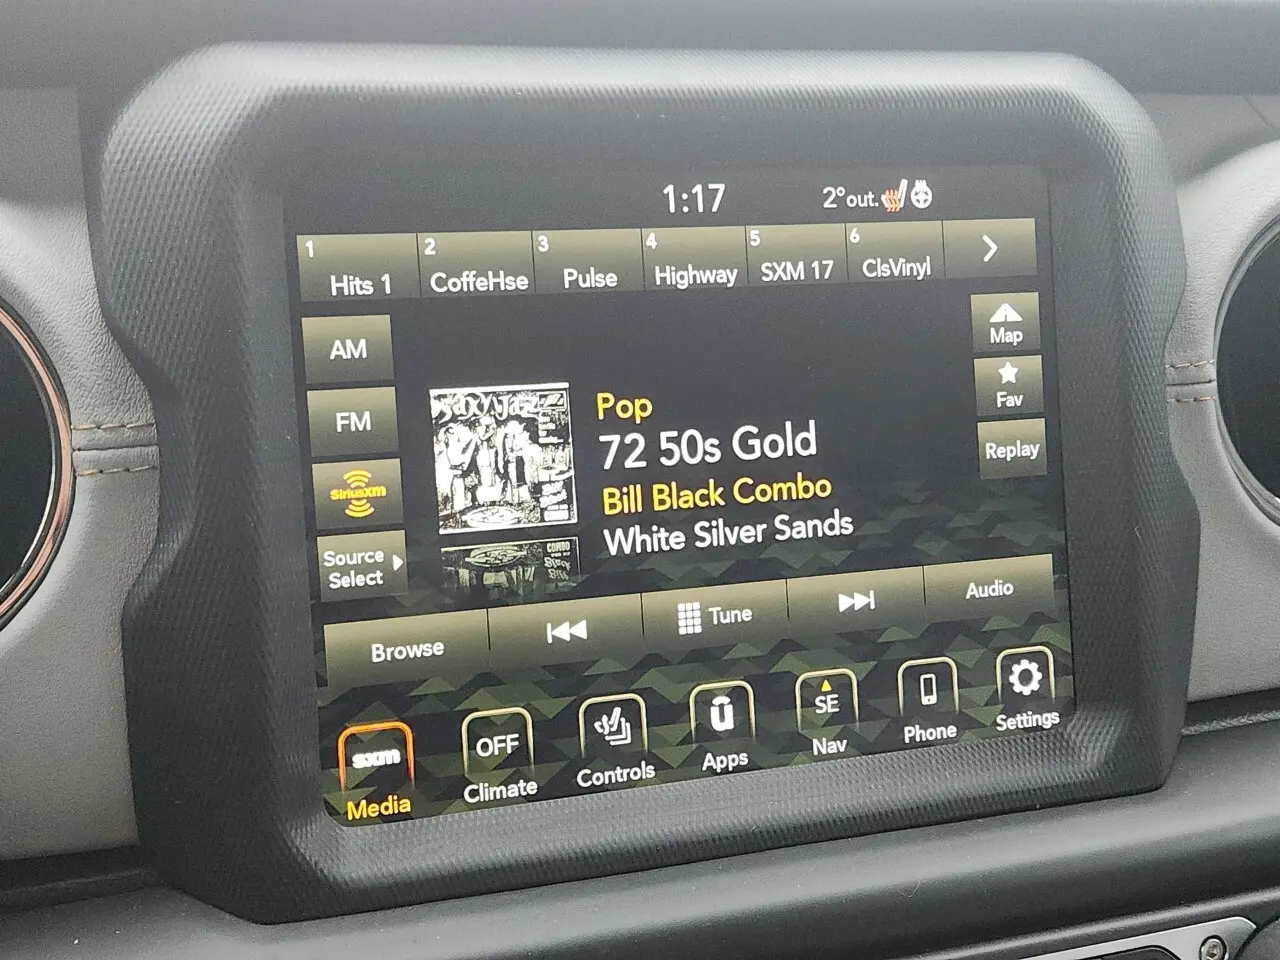 1:17
2°out.
1
Hits 1
2
CoffeHse
3
Pulse
4
Highway
5
SXM 17
6
ClsVinyl
AM
FM
SiriusXM
Source
Select
Pop
72 50s Gold
Bill Black Combo
White Silver Sands
Map
Fav
Replay
Browse
Tune
Audio
sxm
Media
OFF
Climate
Controls
Apps
SE
Nav
Phone
Settings